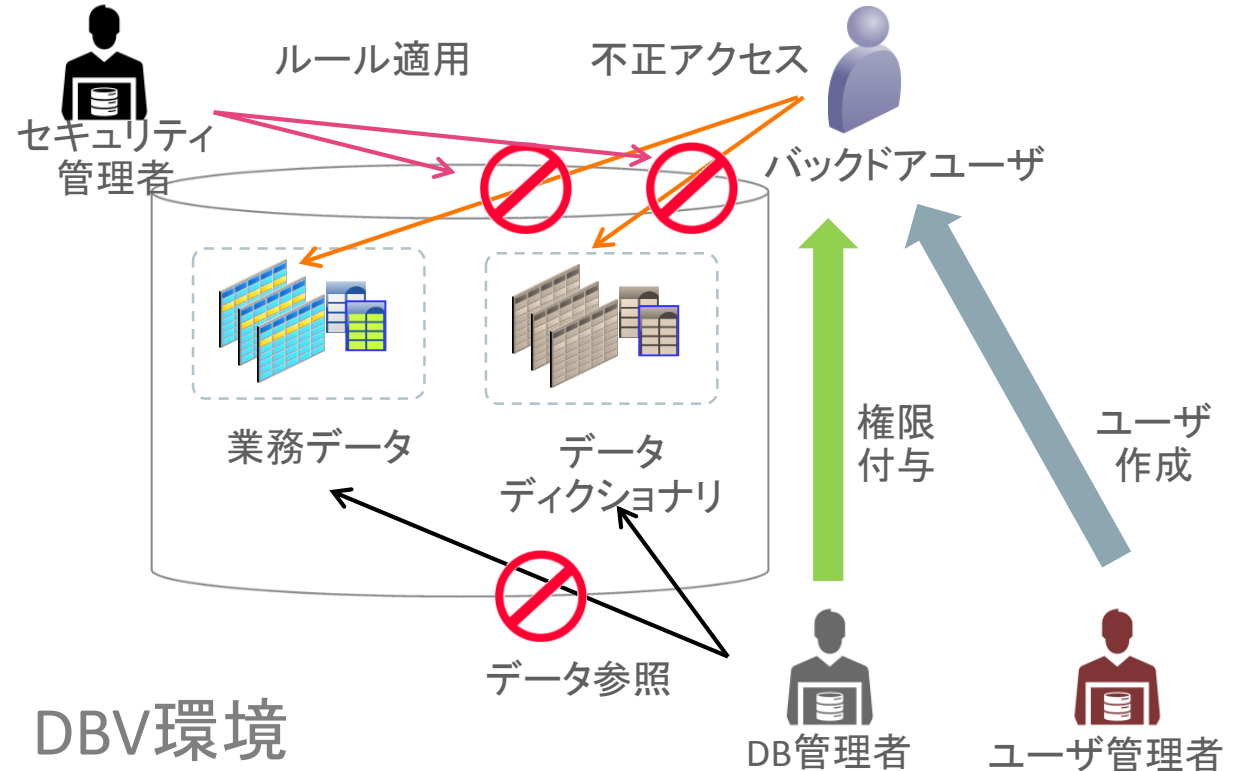 ルール適用
不正アクセス
セキュリティ
管理者
バックドアユーザ
業務データ
データ
ディクショナリ
権限
付与
ユーザ
作成
データ参照
DBV環境
DB管理者
ユーザ管理者